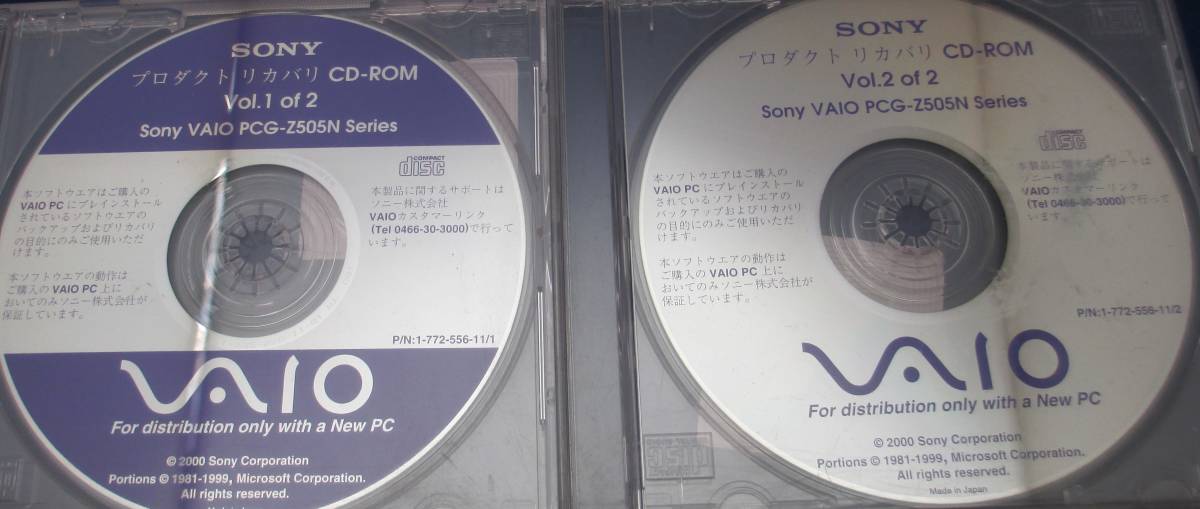 SONY
プロダクト リカバリ CD-ROM
Vol.1 of 2
Sony VAIO PCG-Z505N Series
COMPACT
disc
本ソフトウエアはご購入の
VAIO PCにプレインストール
されているソフトウエアの
バックアップおよびリカバリ
の目的にのみご使用いただ
けます。
本ソフトウエアの動作は
ご購入の VAIO PC 上に
おいてのみソニー株式会社が
保証しています。
本製品に関するサポートは
ソニー株式会社
VAIOカスタマーリンク
(Tel 0466-30-3000)で行って
います。
P/N:1-772-556-11/1
VAIO
For distribution only with a New PC
© 2000 Sony Corporation
Portions © 1981-1999, Microsoft Corporation.
All rights reserved.
SONY
プロダクト リカバリ CD-ROM
Vol.2 of 2
Sony VAIO PCG-Z505N Series
COMPACT
disc
本ソフトウエアはご購入の
VAIO PCにプレインストール
されているソフトウエアの
バックアップおよびリカバリ
の目的にのみご使用いただ
けます。
本ソフトウエアの動作は
ご購入の VAIO PC 上に
おいてのみソニー株式会社が
保証しています。
本製品に関するサポートは
ソニー株式会社
VAIOカスタマーリンク
(Tel 0466-30-3000)で行って
います。
P/N:1-772-556-11/2
VAIO
For distribution only with a New PC
© 2000 Sony Corporation
Portions © 1981-1999, Microsoft Corporation.
All rights reserved.
Made in Japan